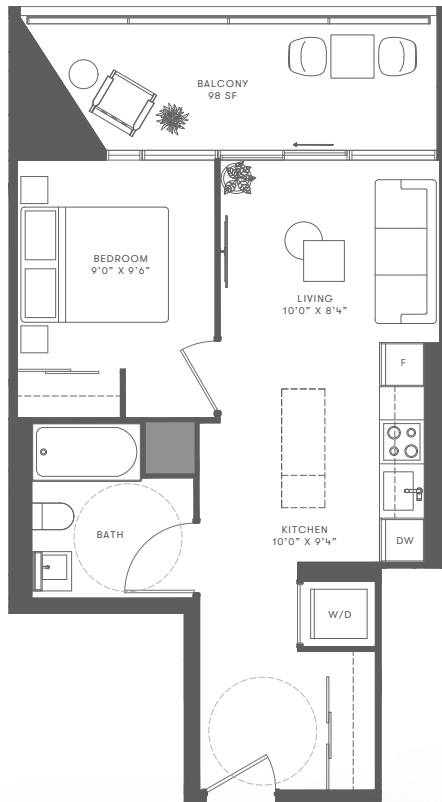 BALCONY
98 SF
BEDROOM
9'0" X 9'6"
LIVING
10'0" X 8'4"
F
KITCHEN
10'0" X 9'4"
BATH
DW
W/D